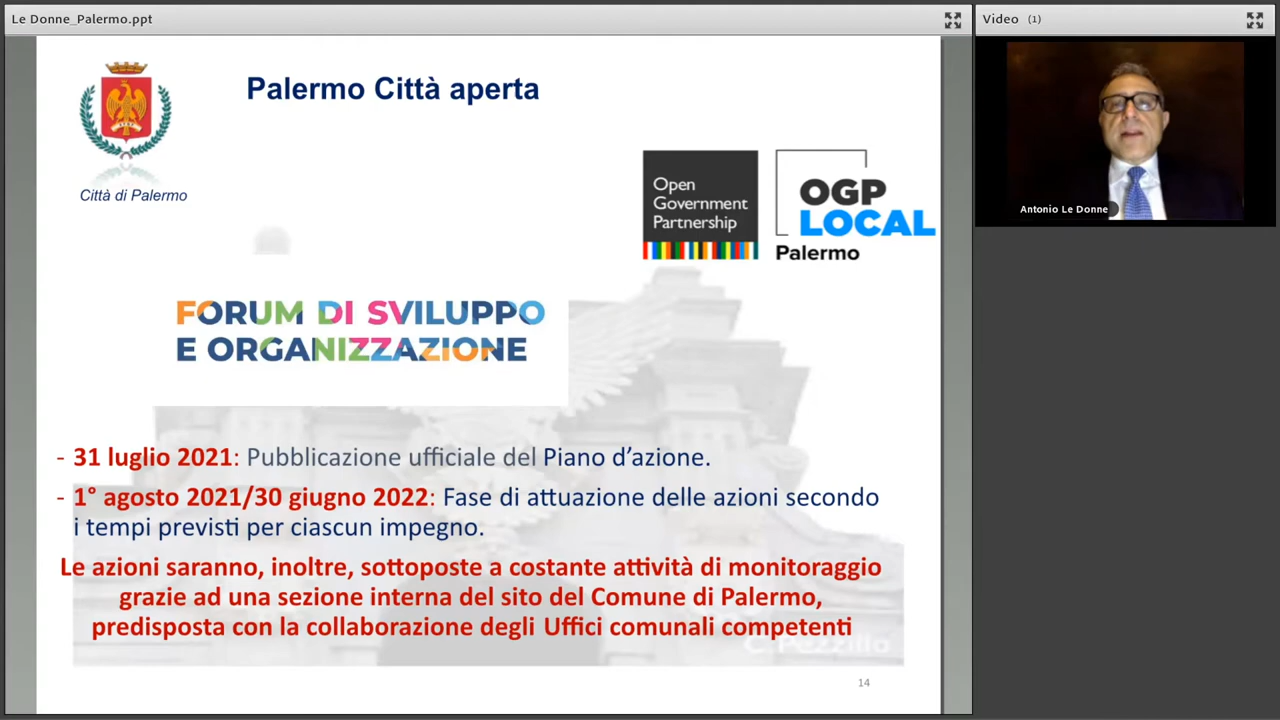 Le Donne_Palermo.ppt
Video (1)
Palermo Città aperta
Città di Palermo
Open
Government
Partnership
OGP
LOCAL
Palermo
Antonio Le Donne
FORUM DI SVILUPPO
E ORGANIZZAZIONE
- 31 luglio 2021: Pubblicazione ufficiale del Piano d’azione.
- 1° agosto 2021/30 giugno 2022: Fase di attuazione delle azioni secondo
i tempi previsti per ciascun impegno.
Le azioni saranno, inoltre, sottoposte a costante attività di monitoraggio
grazie ad una sezione interna del sito del Comune di Palermo,
predisposta con la collaborazione degli Uffici comunali competenti
14